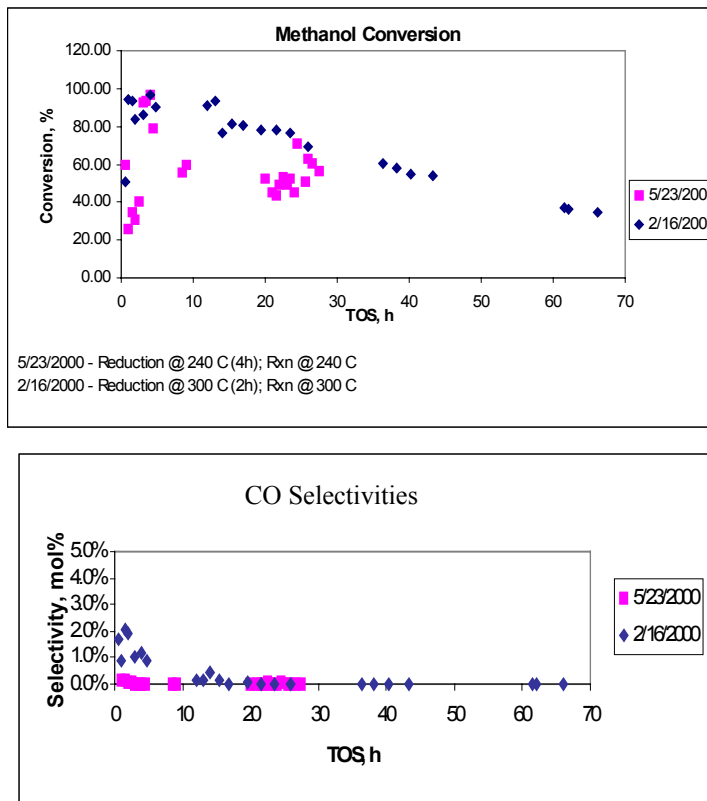 Methanol Conversion
120.00
100.00
80.00
60.00
40.00
20.00
0.00
Conversion, %
0 10 20 30 40 50 60 70
TOS, h
5/23/200
2/16/200
5/23/2000 - Reduction @ 240 C (4h); Rxn @ 240 C
2/16/2000 - Reduction @ 300 C (2h); Rxn @ 300 C
CO Selectivities
5.0%
4.0%
3.0%
2.0%
1.0%
0.0%
Selectivity, mol%
0 10 20 30 40 50 60 70
TOS, h
5/23/2000
2/16/2000